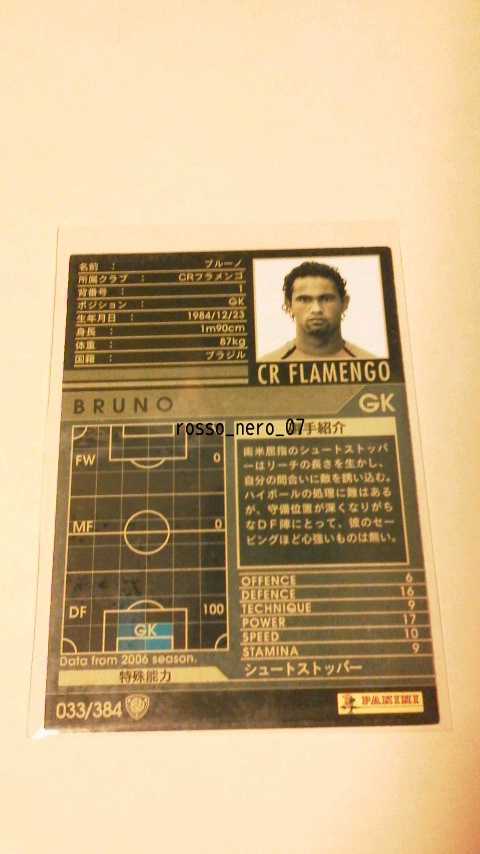 名前 : ブルーノ
所属クラブ : CRフラメンゴ
背番号 : 1
ポジション : GK
生年月日 : 1984/12/23
身長 : 1m90cm
体重 : 87kg
国籍 : ブラジル
CR FLAMENGO
BRUNO
GK
rosso_nero_07
手紹介
FW 0
MF 0
DF 100
GK
Data from 2006 season.
南米屈指のシュートストッパ
ーはリーチの長さを生かし、
自分の間合いに敵を誘い込む。
ハイボールの処理に難はある
が、守備位置が深くなりがち
なDF陣にとって、彼のセー
ビングほど心強いものは無い。
OFFENCE 6
DEFENCE 16
TECHNIQUE 9
POWER 17
SPEED 10
STAMINA 9
特殊能力
シュートストッパー
033/384
PANINI